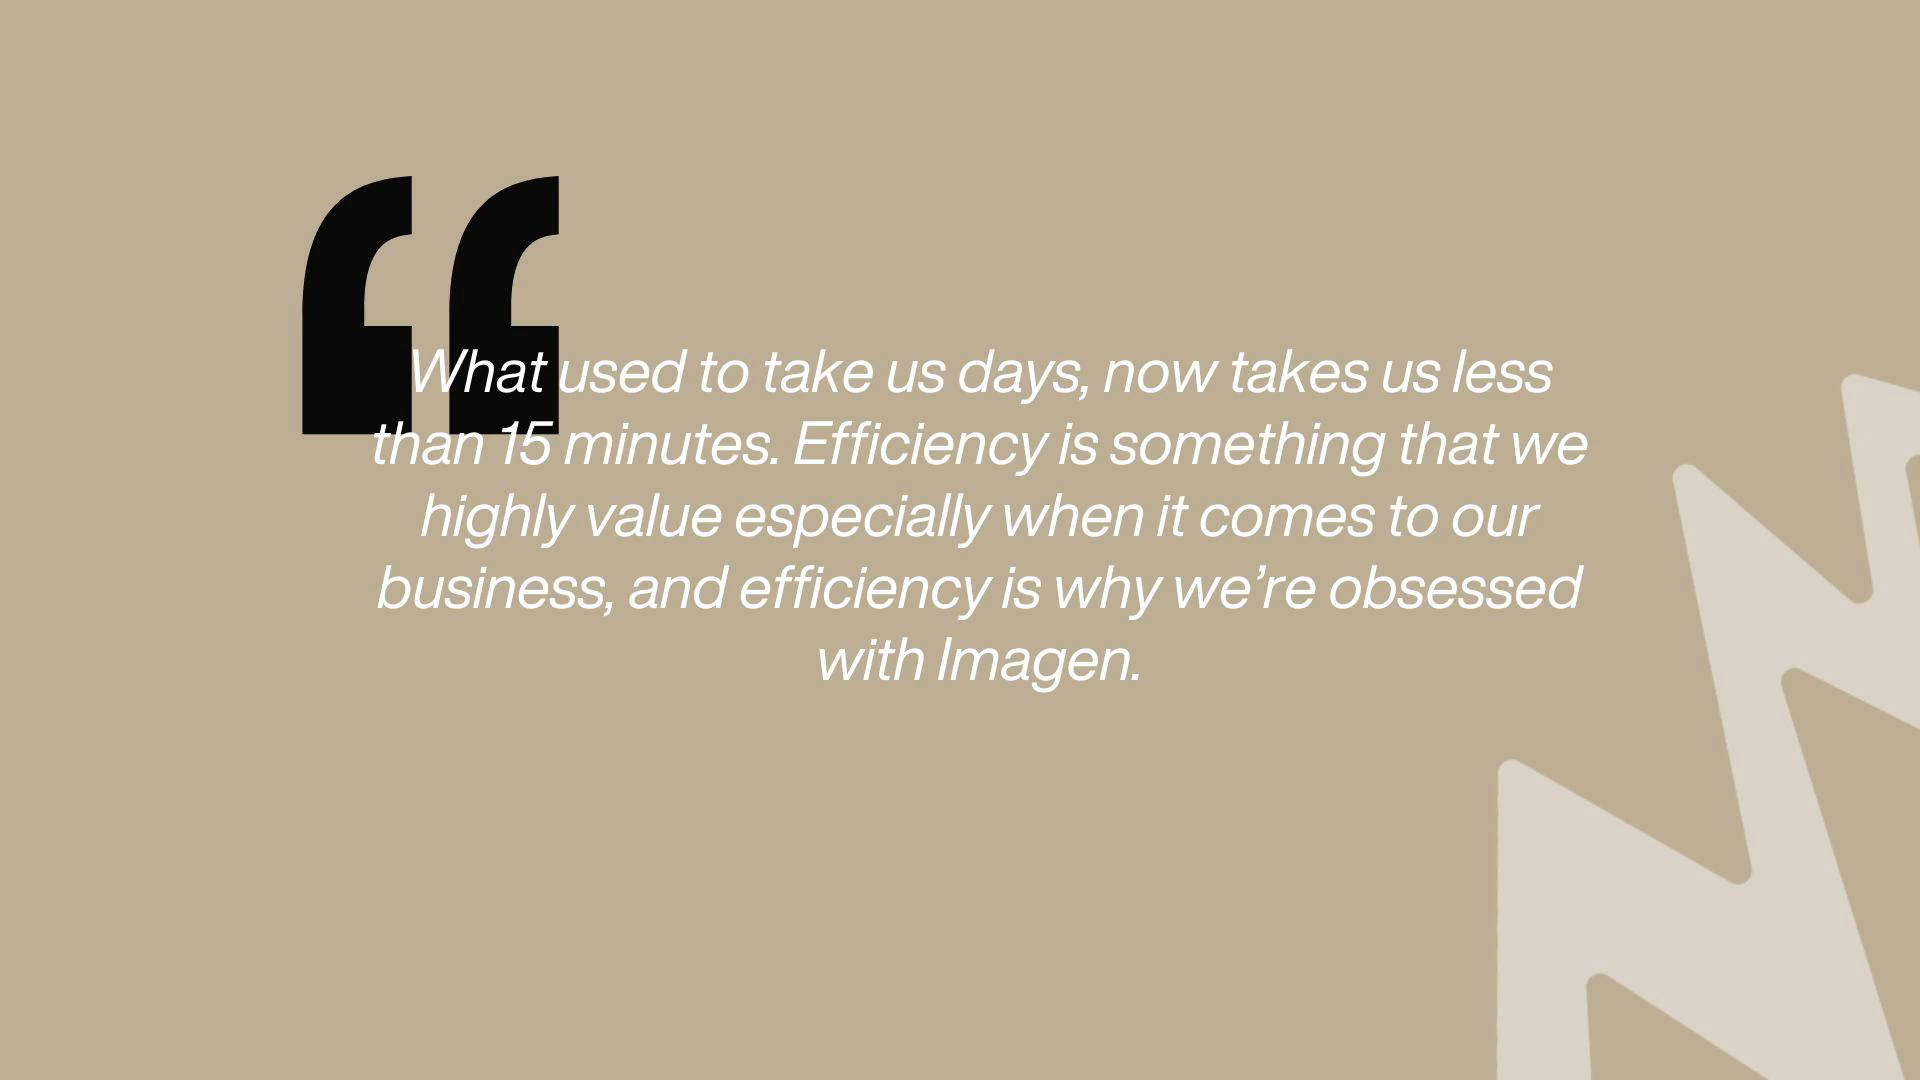 “
What used to take us days, now takes us less
than 15 minutes. Efficiency is something that we
highly value especially when it comes to our
business, and efficiency is why we’re obsessed
with Imagen.